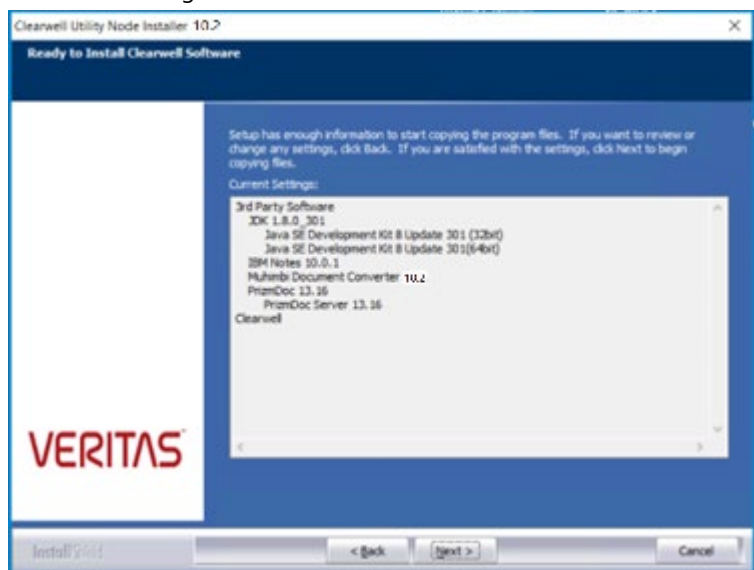 Clearwell Utility Node Installer 10.2
Ready to Install Clearwell Software
Setup has enough information to start copying the program files. If you want to review or
change any settings, click Back. If you are satisfied with the settings, click Next to begin
copying files.
Current Settings:
3rd Party Software
JDK 1.8.0_301
Java SE Development Kit 8 Update 301 (32bit)
Java SE Development Kit 8 Update 301(64bit)
IBM Notes 10.0.1
Muhimbi Document Converter 10.2
PrizmDoc 13.16
PrizmDoc Server 13.16
Clearwell
VERITAS
InstallShield
< Back Next > Cancel